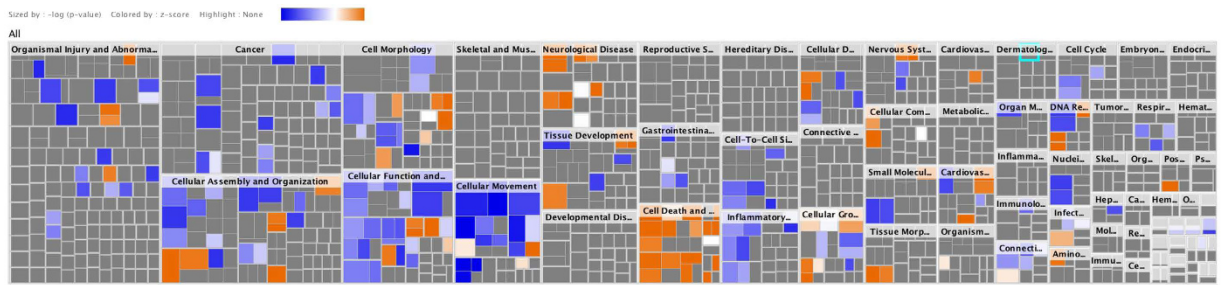 Sized by : -log (p-value) Colored by : z-score Highlight : None
All
Organismal Injury and Abnorma...
Cancer
Cell Morphology
Skeletal and Mus...
Neurological Disease
Reproductive S...
Hereditary Dis...
Cellular D...
Nervous Syst...
Cardiovas...
Dermatolog...
Cell Cycle
Embryon...
Endocri...
Cellular Com...
Metabolic...
Organ M...
DNA Re...
Tumor...
Respir...
Hemat...
Tissue Development
Gastrointestina...
Cell-To-Cell Si...
Connective ...
Inflamma...
Nuclei...
Skel...
Org...
Pos...
Ps...
Cellular Assembly and Organization
Cellular Function and...
Cellular Movement
Small Molecul...
Cardiovas...
Immunolo...
Infect...
Hep...
Ca...
Hem...
O...
Developmental Dis...
Cell Death and ...
Inflammatory...
Cellular Gro...
Tissue Morp...
Organism...
Mol...
Re...
Connecti...
Amino...
Immu...
Ce...